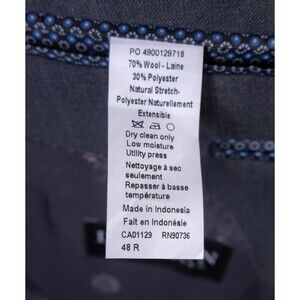 PO 4900129718
70% Wool - Laine
30% Polyester
Natural Stretch-
Polyester Naturellement
Extensible
Dry clean only
Low moisture
Utility press
Nettoyage à sec
seulement
Repasser à basse
température
Made in Indonesia
Fait en Indonésie
CA01129 RN90736
48 R